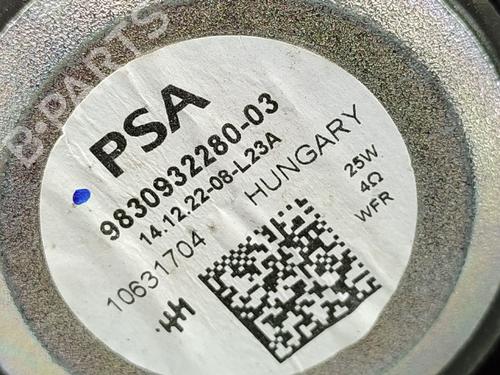 B-PARTS
PSA
9830932280-03
14.12.22-08-L23A
10631704
HUNGARY
25W
4Ω
WFR